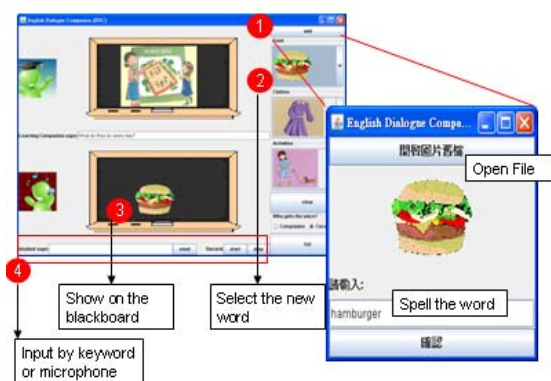 English Dialogue Companion (EDC)
1
add
Food
2
Clothes
Activities
Learning Companion says: What do they do every day?
3
clear
Who gets the voice?
Companion
Student says:
send
Record
start
stop
4
Show on the
blackboard
Select the new
word
Input by keyword
or microphone
English Dialogue Compa...
開啟圖片舊檔
Open File
請輸入:
Spell the word
hamburger
確認